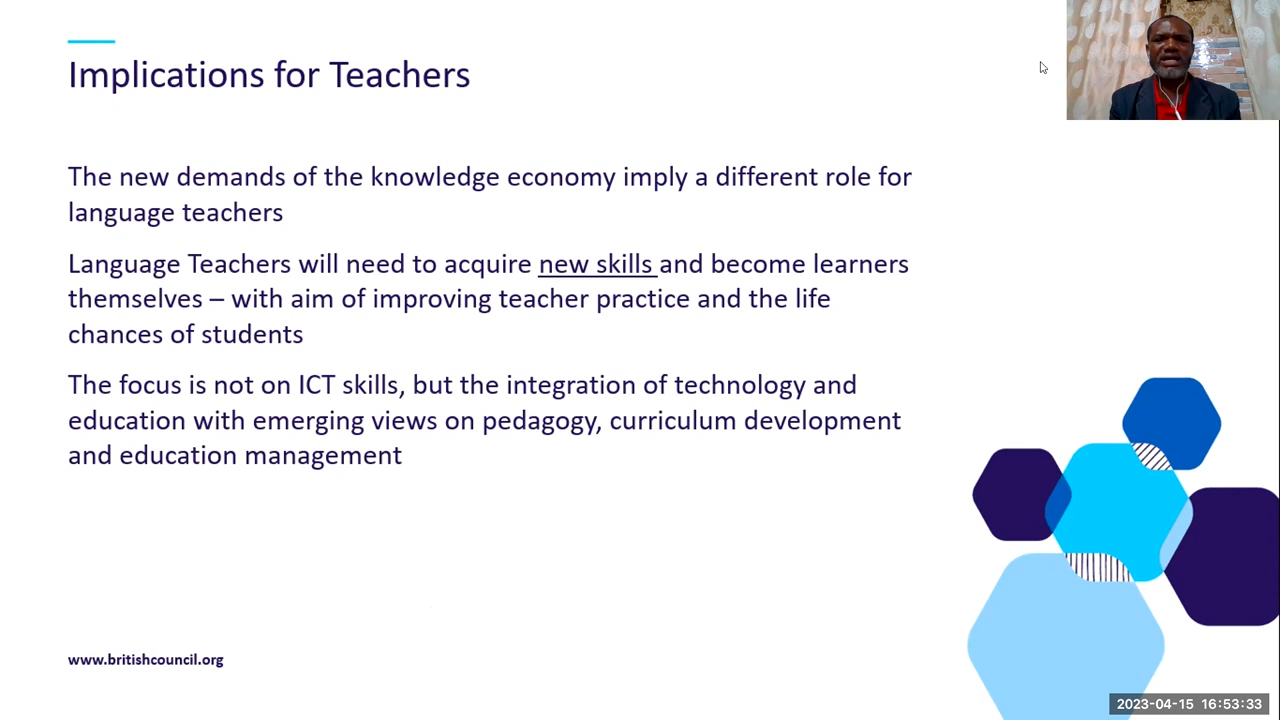 Implications for Teachers
The new demands of the knowledge economy imply a different role for
language teachers
Language Teachers will need to acquire new skills and become learners
themselves – with aim of improving teacher practice and the life
chances of students
The focus is not on ICT skills, but the integration of technology and
education with emerging views on pedagogy, curriculum development
and education management
www.britishcouncil.org
2023-04-15 16:53:33